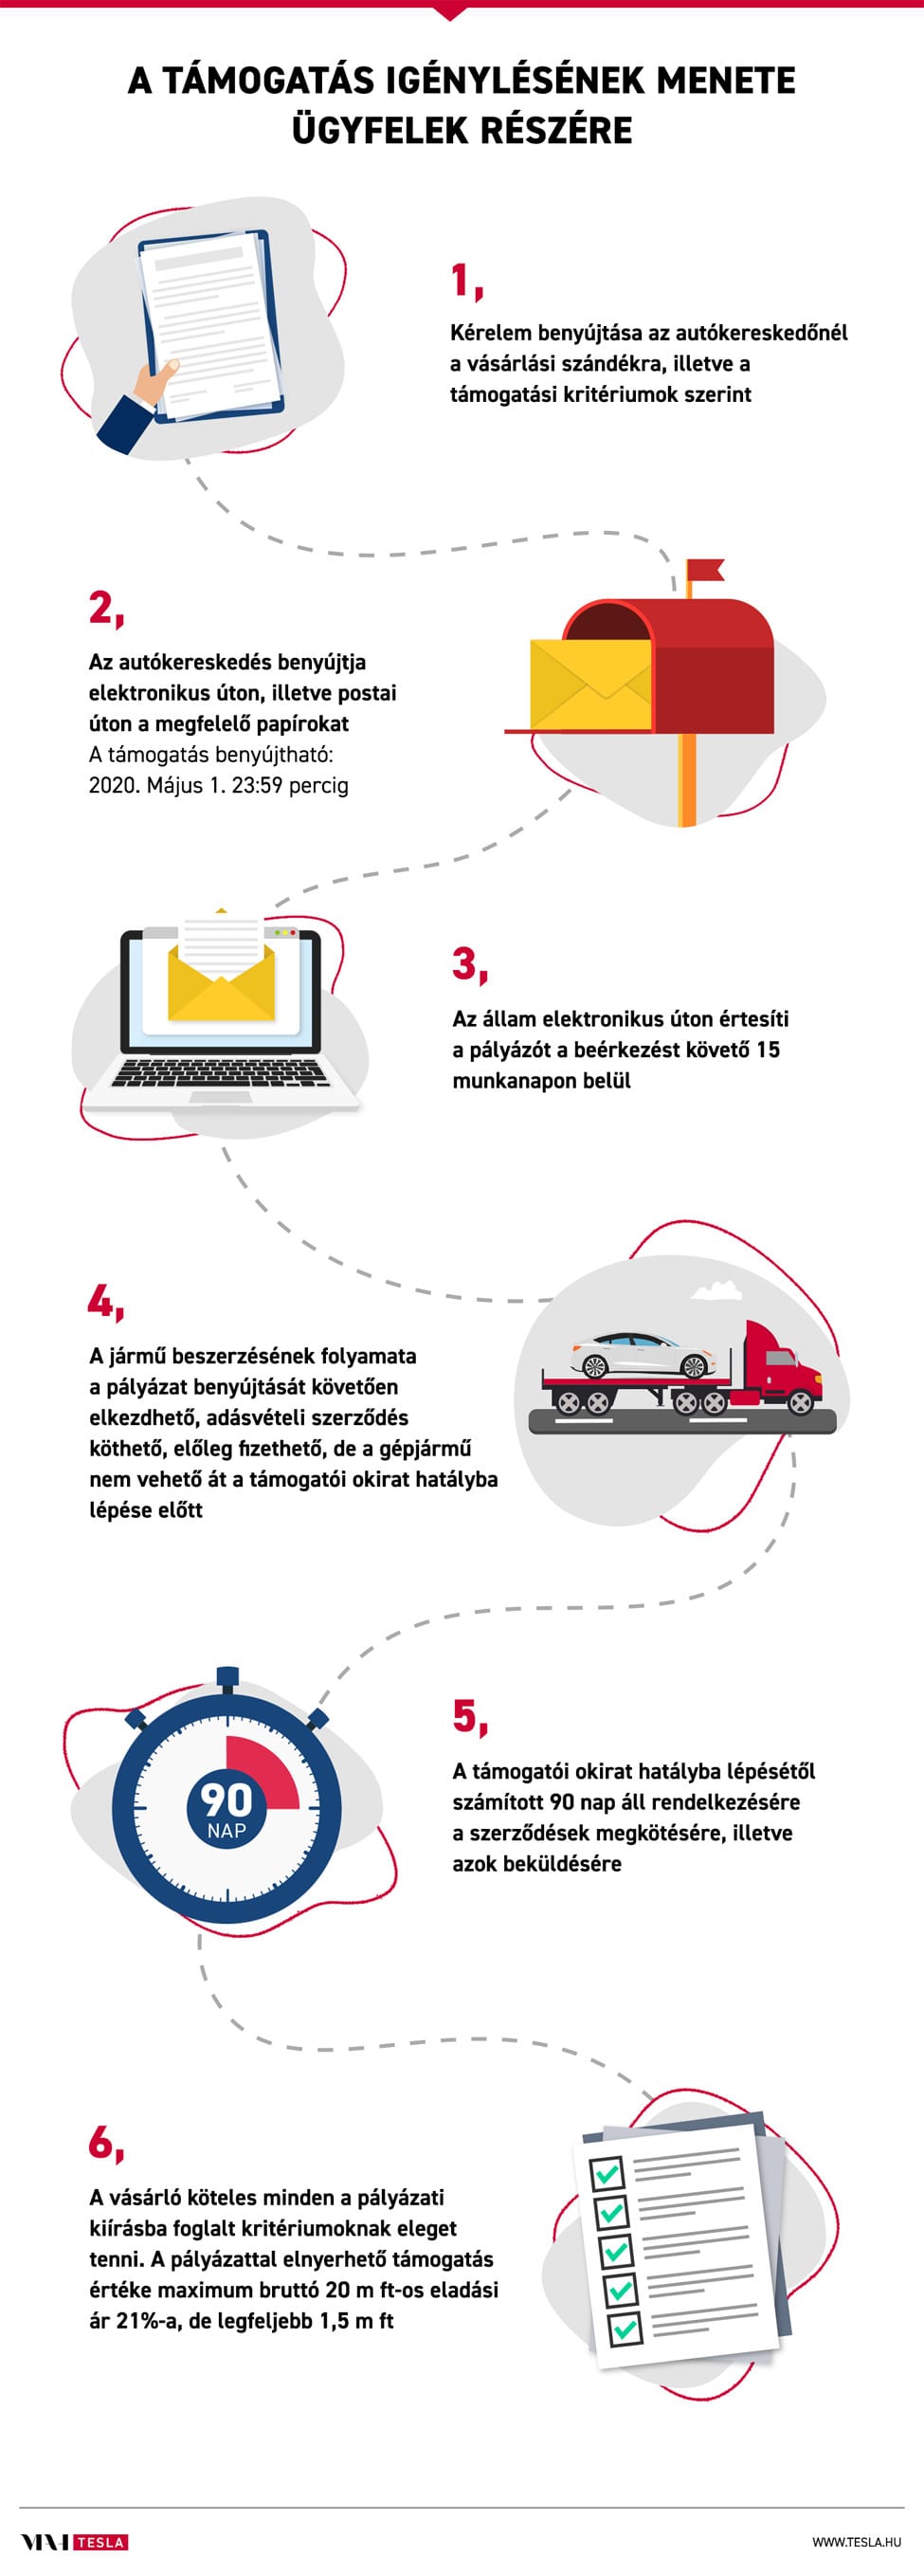 A TÁMOGATÁS IGÉNYLÉSÉNEK MENETE
ÜGYFELEK RÉSZÉRE
1,
Kérelem benyújtása az autókereskedőnél
a vásárlási szándékra, illetve a
támogatási kritériumok szerint
2,
Az autókereskedés benyújtja
elektronikus úton, illetve postai
úton a megfelelő papírokat
A támogatás benyújtható:
2020. Május 1. 23:59 percig
3,
Az állam elektronikus úton értesíti
a pályázót a beérkezést követő 15
munkanapon belül
4,
A jármű beszerzésének folyamata
a pályázat benyújtását követően
elkezdhető, adásvételi szerződés
köthető, előleg fizethető, de a gépjármű
nem vehető át a támogatói okirat hatályba
lépése előtt
90
NAP
5,
A támogatói okirat hatályba lépésétől
számított 90 nap áll rendelkezésére
a szerződések megkötésére, illetve
azok beküldésére
6,
A vásárló köteles minden a pályázati
kiírásba foglalt kritériumoknak eleget
tenni. A pályázattal elnyerhető támogatás
értéke maximum bruttó 20 m ft-os eladási
ár 21%-a, de legfeljebb 1,5 m ft
TESLA
WWW.TESLA.HU